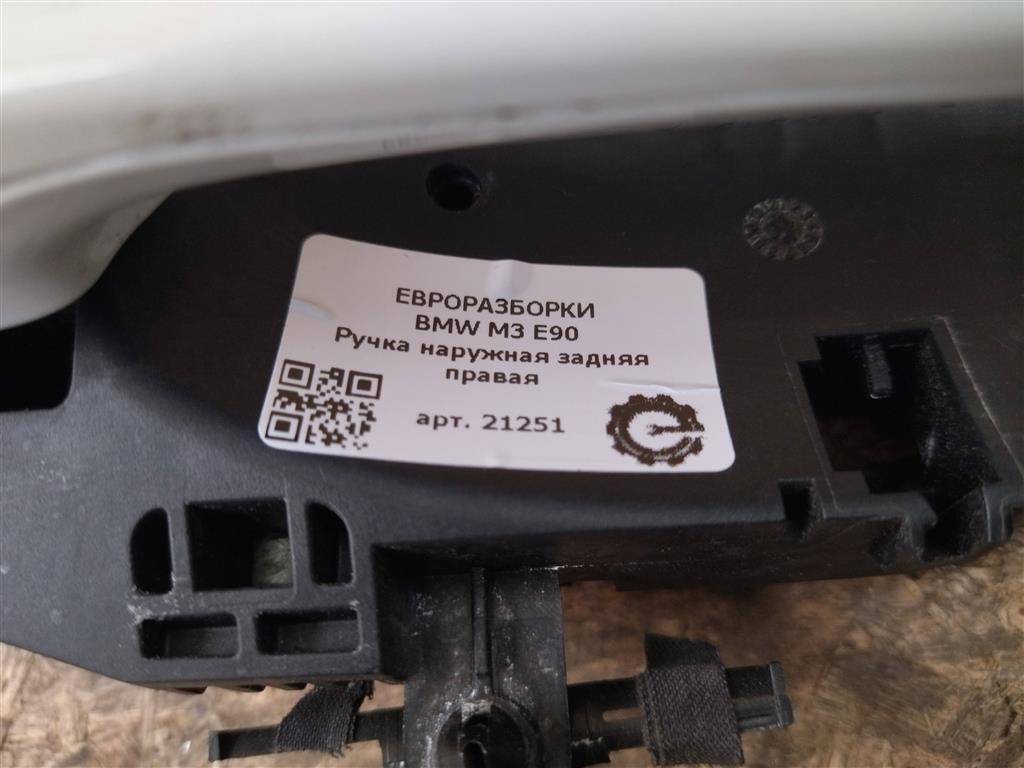 ЕВРОРАЗБОРКИ
BMW M3 E90
Ручка наружная задняя
правая
арт. 21251